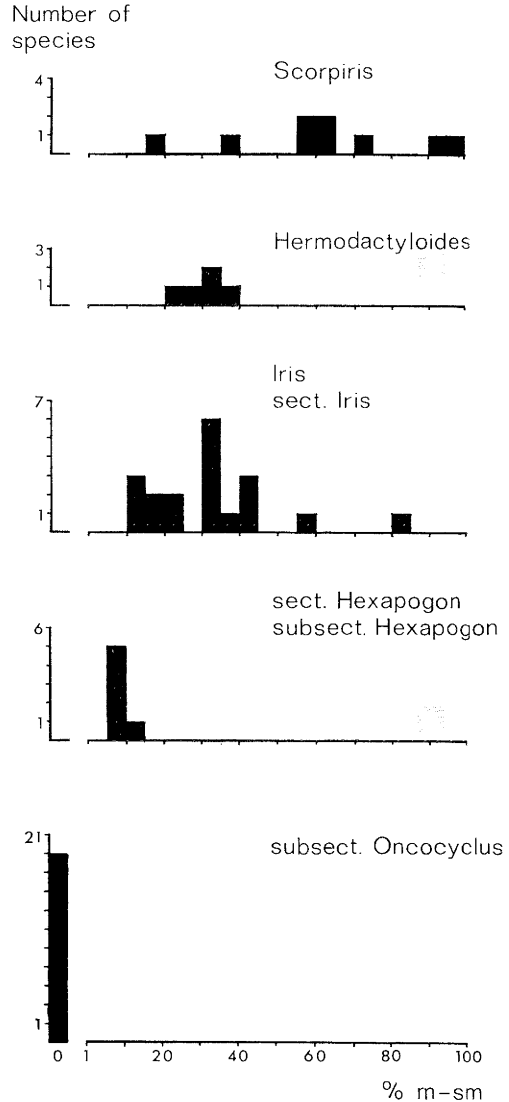 Number of
species
Scorpiris
4
1
Hermodactyloides
3
1
Iris
sect. Iris
7
1
sect. Hexapogon
subsect. Hexapogon
6
1
subsect. Oncocyclus
21
1
0 1 20 40 60 80 100
% m-sm